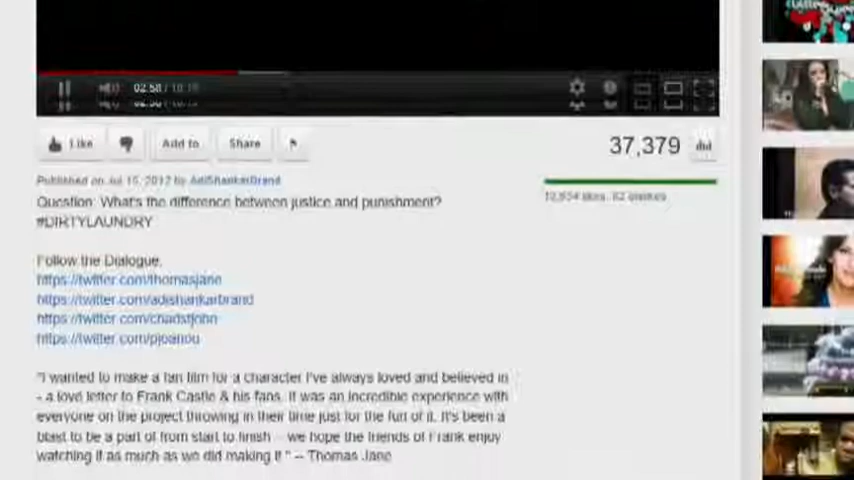 02:58 / 10:
Like
Add to
Share
37,379
Published on Jul 15, 2012 by AdiShankarBrand
likes,
Question: What's the difference between justice and punishment?
#DIRTYLAUNDRY
Follow the Dialogue.
https://twitter.com/thomasjane
https://twitter.com/adishankarbrand
https://twitter.com/chadstjohn
https://twitter.com/pjoanou
"I wanted to make a fan film for a character I've always loved and believed in
- a love letter to Frank Castle & his fans. It was an incredible experience with
everyone on the project throwing in their time just for the fun of it. It's been a
blast to be a part of from start to finish -- we hope the friends of Frank enjoy
watching it as much as we did making it." -- Thomas Jane